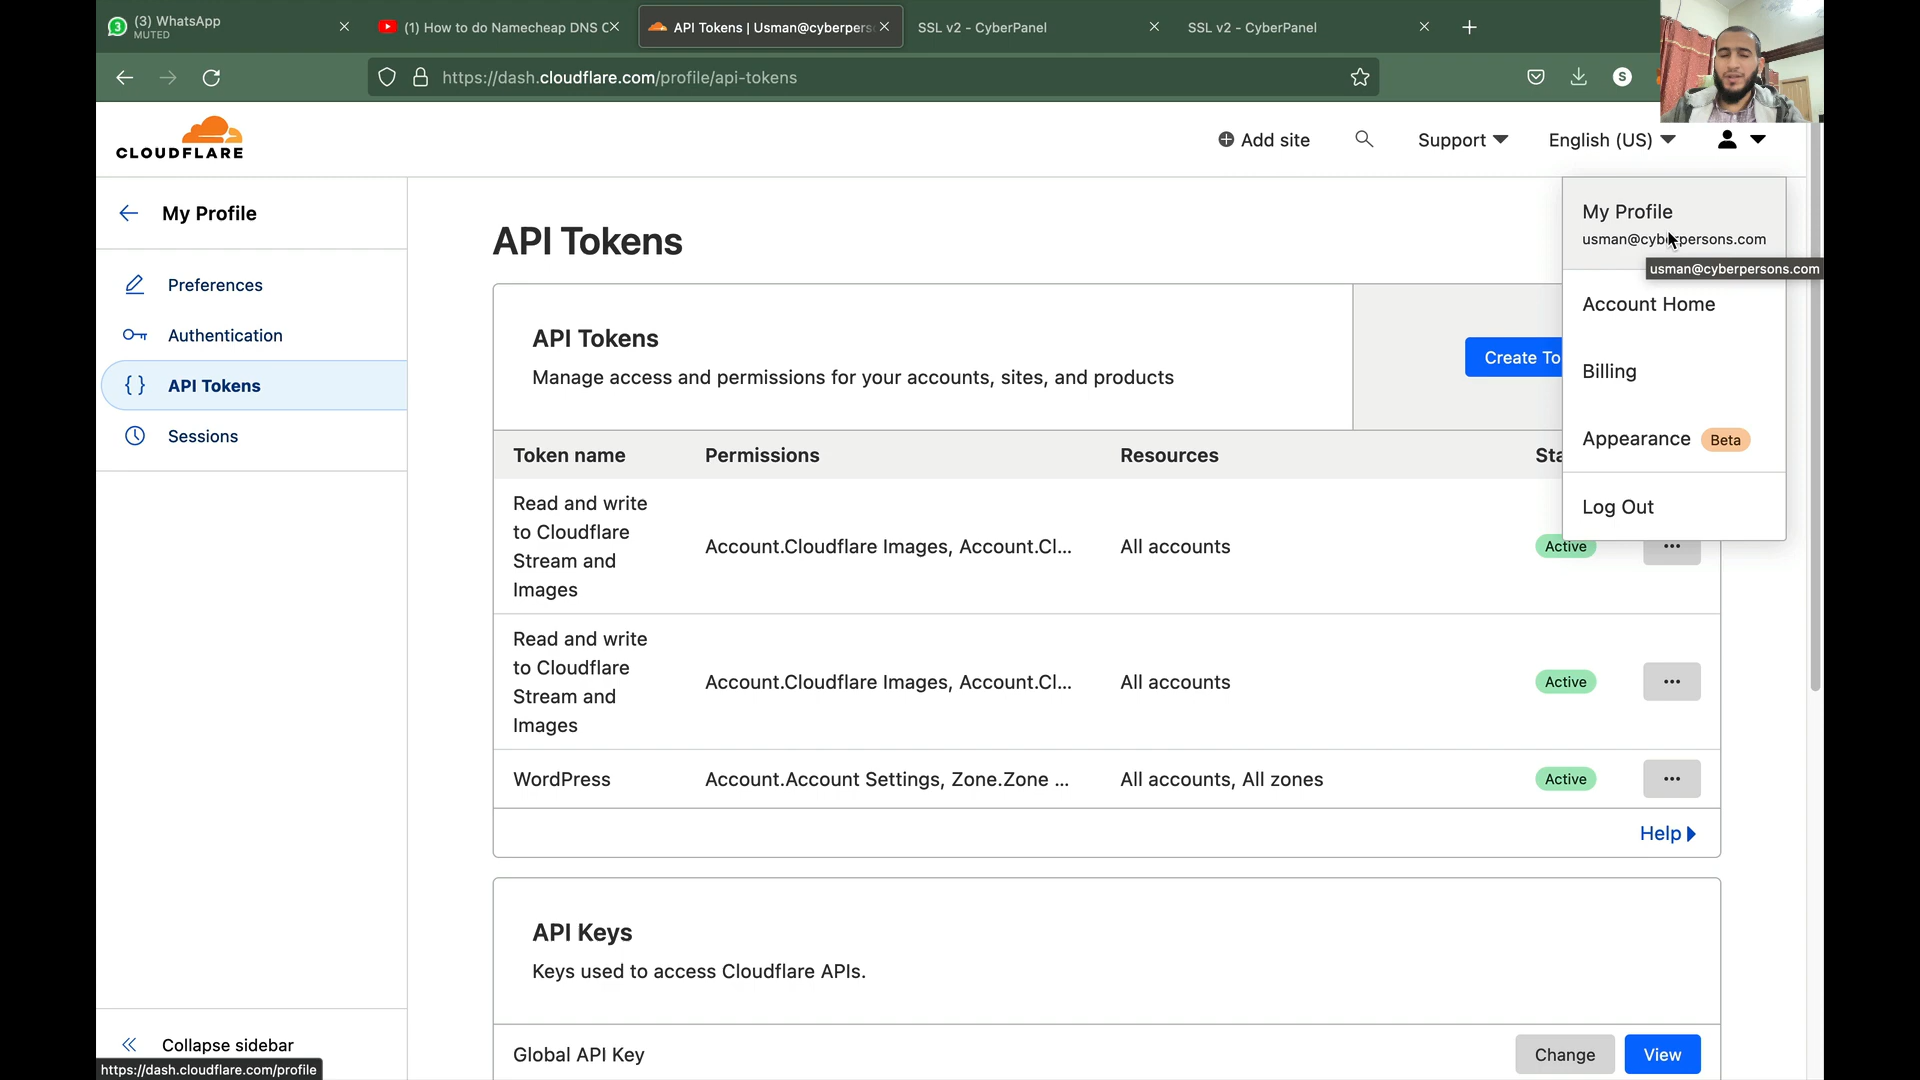 3
(3) WhatsApp
MUTED
(1) How to do Namecheap DNS C
API Tokens | Usman@cyberpers
SSL v2 - CyberPanel
SSL v2 - CyberPanel
https://dash.cloudflare.com/profile/api-tokens
S
CLOUDFLARE
Add site
Support
English (US)
My Profile
Preferences
Authentication
API Tokens
Sessions
Collapse sidebar
https://dash.cloudflare.com/profile
My Profile
usman@cyberpersons.com
usman@cyberpersons.com
Account Home
Billing
Appearance Beta
Log Out
API Tokens
API Tokens
Manage access and permissions for your accounts, sites, and products
Create To
Token name Permissions Resources Sta
Read and write
to Cloudflare
Stream and
Images
Account.Cloudflare Images, Account.Cl...
All accounts
Active
...
Read and write
to Cloudflare
Stream and
Images
Account.Cloudflare Images, Account.Cl...
All accounts
Active
...
WordPress Account.Account Settings, Zone.Zone ... All accounts, All zones Active ...
Help
API Keys
Keys used to access Cloudflare APIs.
Global API Key Change View